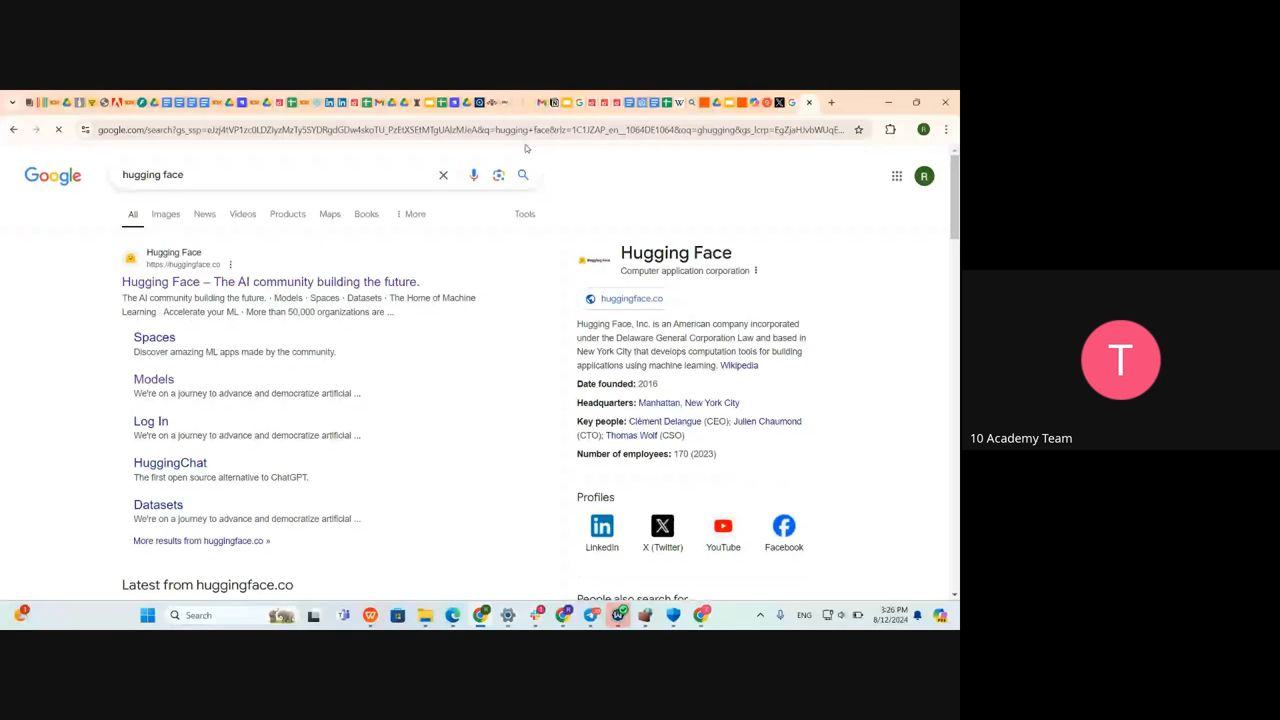 google.com/search?gs_ssp=
q=hugging+face&rlz=1C1JZAP_en__1064DE1064&oq=ghugging&gs_lcrp=
Google
hugging face
R
All Images News Videos Products Maps Books More Tools
Hugging Face
https://huggingface.co
Hugging Face – The AI community building the future.
The AI community building the future. · Models · Spaces · Datasets · The Home of Machine
Learning · Accelerate your ML · More than 50,000 organizations are ...
Spaces
Discover amazing ML apps made by the community.
Models
We're on a journey to advance and democratize artificial ...
Log In
We're on a journey to advance and democratize artificial ...
HuggingChat
The first open source alternative to ChatGPT.
Datasets
We're on a journey to advance and democratize artificial ...
More results from huggingface.co »
Latest from huggingface.co
Hugging Face
Computer application corporation
huggingface.co
Hugging Face, Inc. is an American company incorporated
under the Delaware General Corporation Law and based in
New York City that develops computation tools for building
applications using machine learning. Wikipedia
Date founded: 2016
Headquarters: Manhattan, New York City
Key people: Clément Delangue (CEO); Julien Chaumond
(CTO); Thomas Wolf (CSO)
Number of employees: 170 (2023)
Profiles
LinkedIn X (Twitter) YouTube Facebook
People also search for
Search
ENG
3:26 PM
8/12/2024
T
10 Academy Team